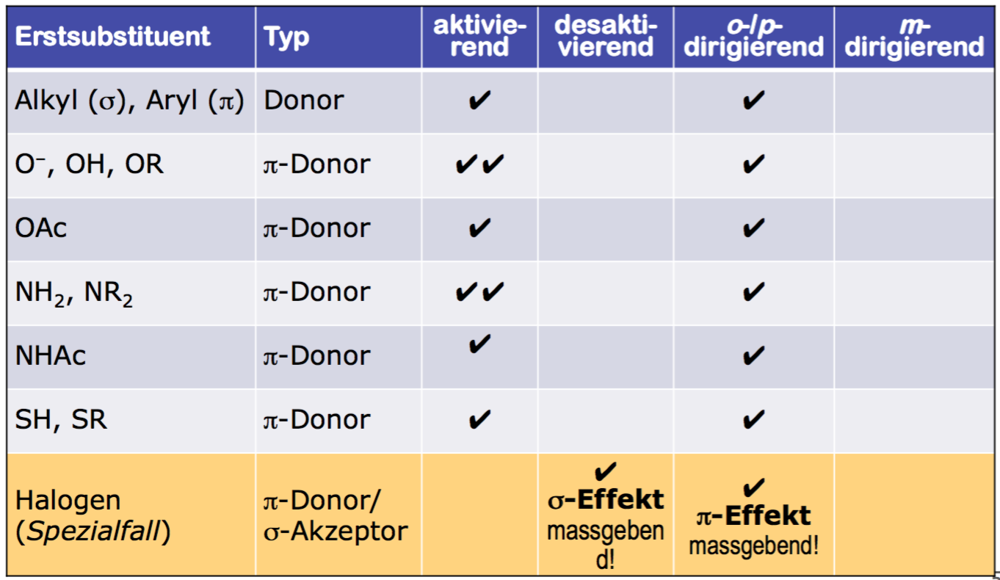 Erstsubstituent Typ aktivie-rend desakti-vierend o-/p-dirigierend m-dirigierend
Alkyl (σ), Aryl (π) Donor ✔ ✔
O⁻, OH, OR π-Donor ✔✔ ✔
OAc π-Donor ✔ ✔
NH₂, NR₂ π-Donor ✔✔ ✔
NHAc π-Donor ✔ ✔
SH, SR π-Donor ✔ ✔
Halogen
(Spezialfall)
π-Donor/
σ-Akzeptor
✔
σ-Effekt
massgeben
d!
✔
π-Effekt
massgebend!